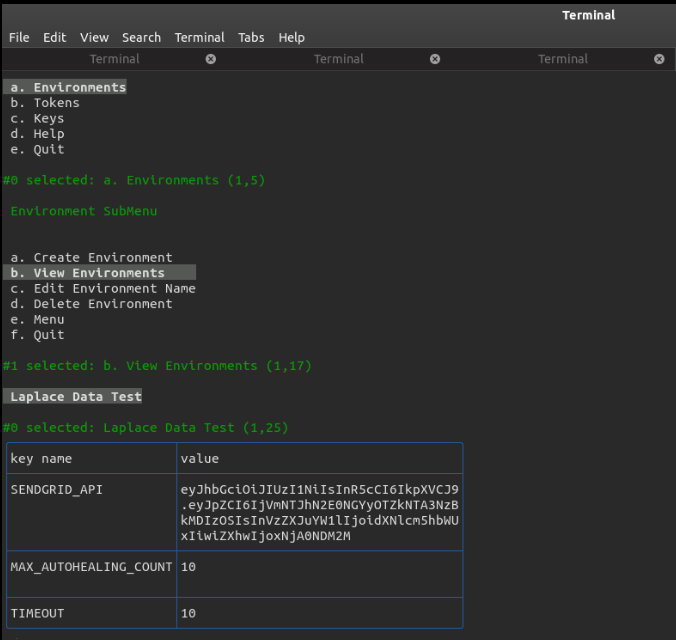 Terminal
File Edit View Search Terminal Tabs Help
Terminal Terminal Terminal
a. Environments
b. Tokens
c. Keys
d. Help
e. Quit
#0 selected: a. Environments (1,5)
Environment SubMenu
a. Create Environment
b. View Environments
c. Edit Environment Name
d. Delete Environment
e. Menu
f. Quit
#1 selected: b. View Environments (1,17)
Laplace Data Test
#0 selected: Laplace Data Test (1,25)
key name value
SENDGRID_API eyJhbGciOiJIUzI1NiIsInR5cCI6IkpXVCJ9
.eyJpZCI6IjVmNTJhN2E0NGYyOTZkNTA3NzB
kMDIzOSIsInVzZXJuYW1lIjoidXNlcm5hbWU
xIiwiZXhwIjoxNjA0NDM2M
MAX_AUTOHEALING_COUNT 10
TIMEOUT 10